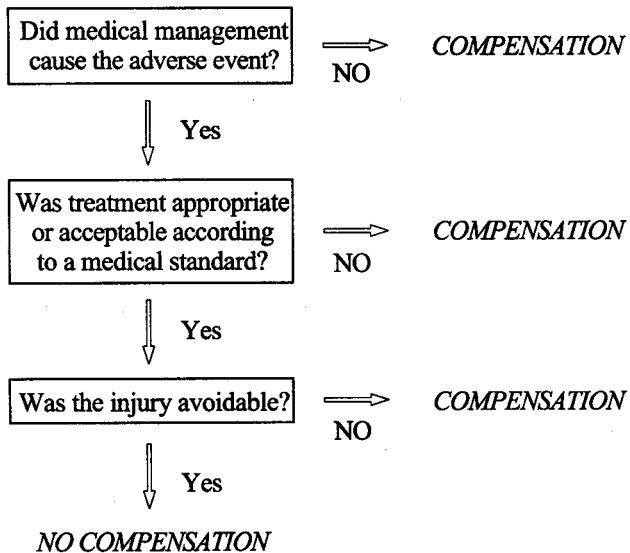 Did medical management
cause the adverse event?
NO
COMPENSATION
Yes
Was treatment appropriate
or acceptable according
to a medical standard?
NO
COMPENSATION
Yes
Was the injury avoidable?
NO
COMPENSATION
Yes
NO COMPENSATION